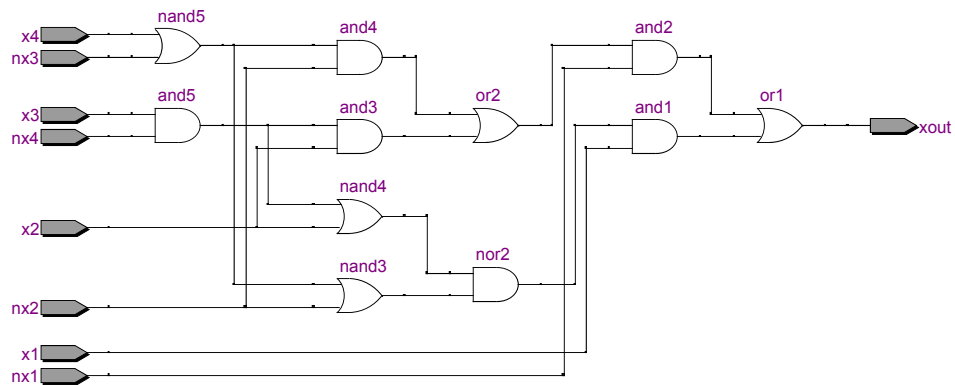 nand5
x4
nx3
and4
and2
and5
x3
nx4
and3
or2
and1
or1
xout
nand4
x2
nor2
nand3
nx2
x1
nx1